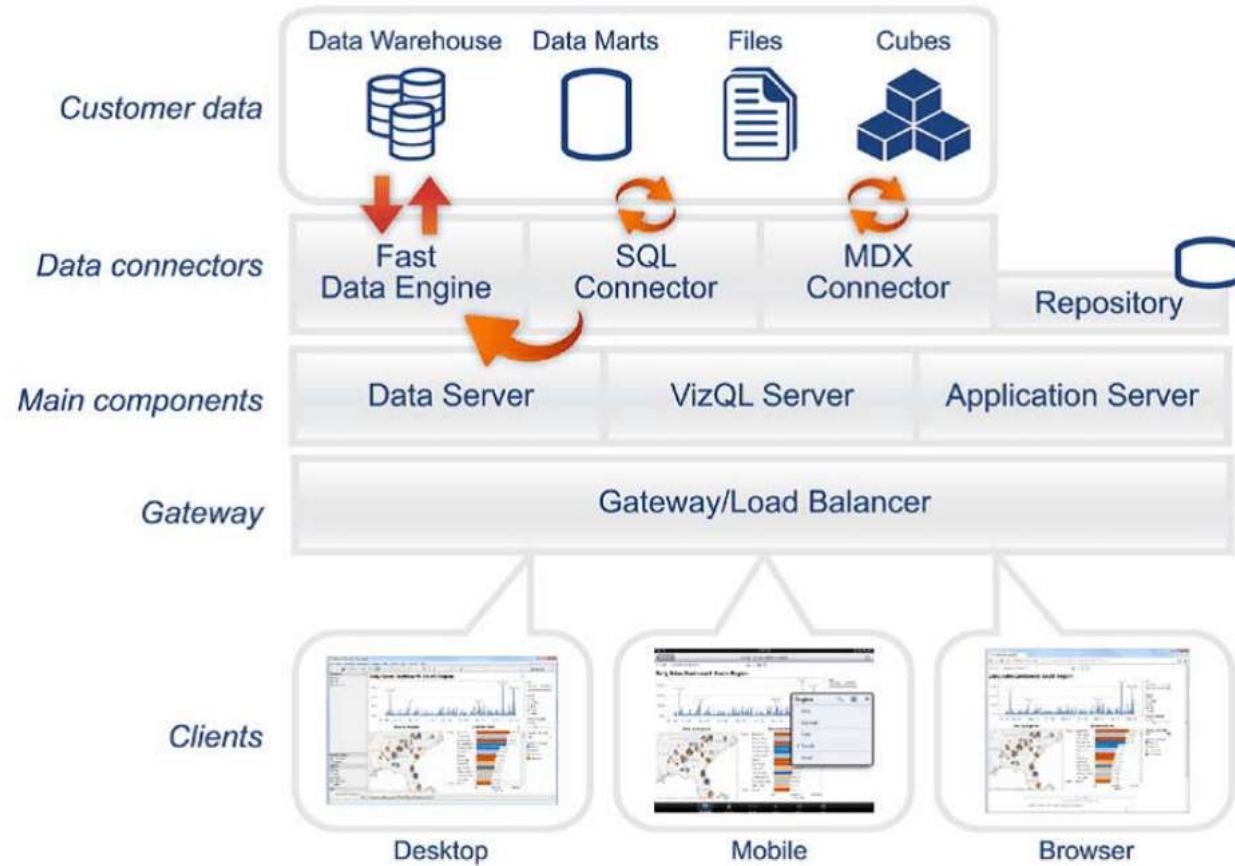 Data Warehouse
Data Marts
Files
Cubes
Customer data
Data connectors
Fast
Data Engine
SQL
Connector
MDX
Connector
Repository
Main components
Data Server
VizQL Server
Application Server
Gateway
Gateway/Load Balancer
Clients
Desktop
Mobile
Browser